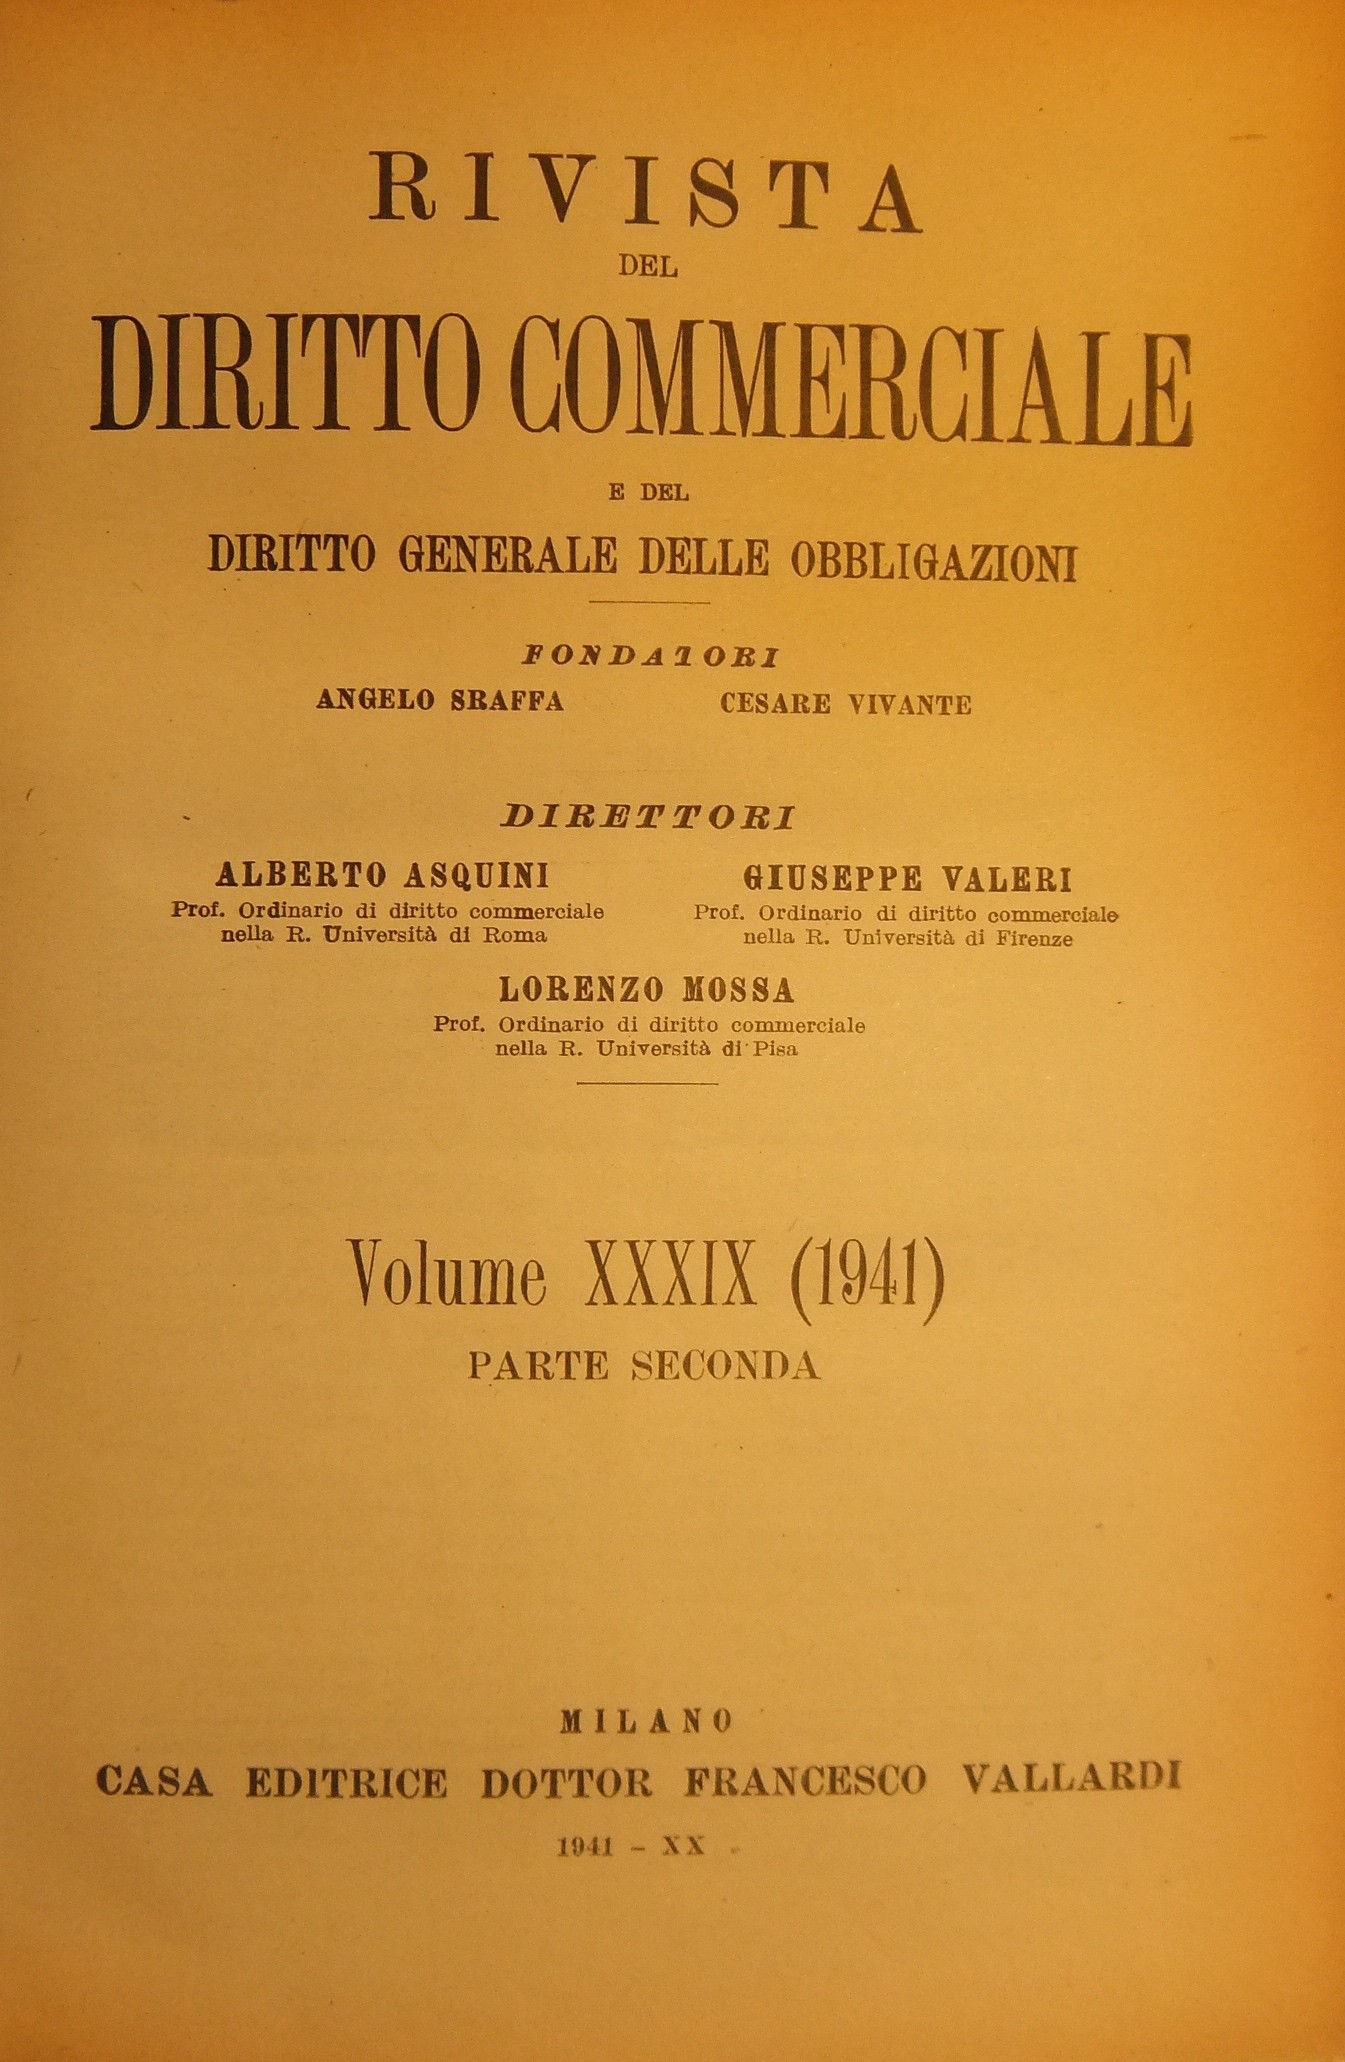 RIVISTA
DEL
DIRITTO COMMERCIALE
E DEL
DIRITTO GENERALE DELLE OBBLIGAZIONI
FONDATORI
ANGELO SRAFFA CESARE VIVANTE
DIRETTORI
ALBERTO ASQUINI GIUSEPPE VALERI
Prof. Ordinario di diritto commerciale Prof. Ordinario di diritto commerciale
nella R. Università di Roma nella R. Università di Firenze
LORENZO MOSSA
Prof. Ordinario di diritto commerciale
nella R. Università di Pisa
Volume XXXIX (1941)
PARTE SECONDA
MILANO
CASA EDITRICE DOTTOR FRANCESCO VALLARDI
1941 - XX